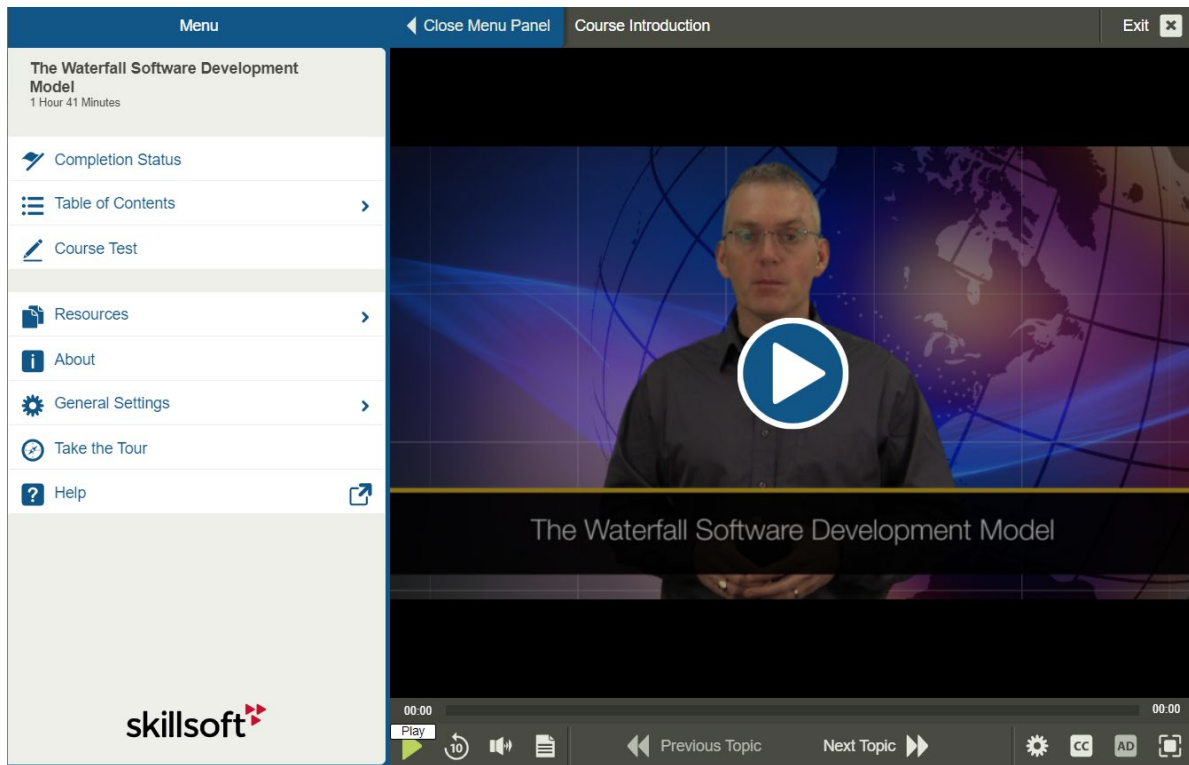 Menu
Close Menu Panel
Course Introduction
Exit
The Waterfall Software Development
Model
1 Hour 41 Minutes
Completion Status
Table of Contents
Course Test
Resources
About
General Settings
Take the Tour
Help
skillsoft
The Waterfall Software Development Model
00:00
00:00
Play
10
Previous Topic
Next Topic
CC
AD